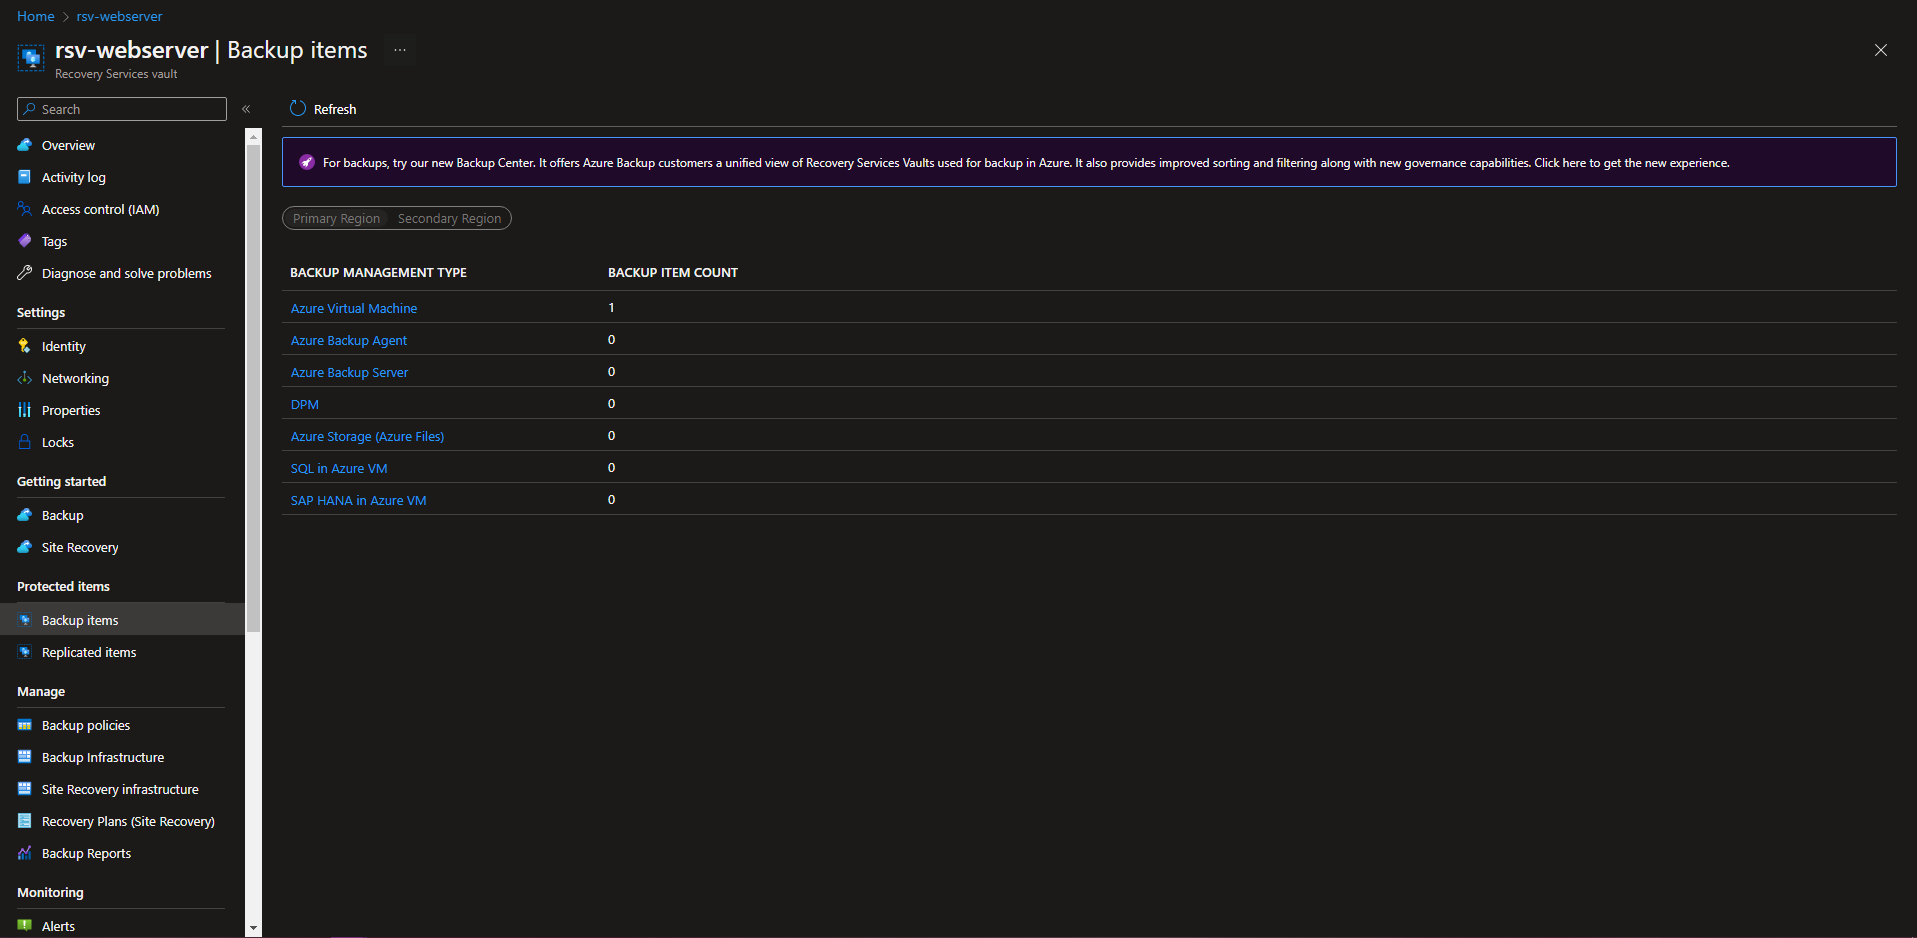 Home > rsv-webserver
rsv-webserver | Backup items ...
Recovery Services vault
Search
«
Overview
Activity log
Access control (IAM)
Tags
Diagnose and solve problems
Settings
Identity
Networking
Properties
Locks
Getting started
Backup
Site Recovery
Protected items
Backup items
Replicated items
Manage
Backup policies
Backup Infrastructure
Site Recovery infrastructure
Recovery Plans (Site Recovery)
Backup Reports
Monitoring
Alerts
Refresh
For backups, try our new Backup Center. It offers Azure Backup customers a unified view of Recovery Services Vaults used for backup in Azure. It also provides improved sorting and filtering along with new governance capabilities. Click here to get the new experience.
Primary Region Secondary Region
BACKUP MANAGEMENT TYPE BACKUP ITEM COUNT
Azure Virtual Machine 1
Azure Backup Agent 0
Azure Backup Server 0
DPM 0
Azure Storage (Azure Files) 0
SQL in Azure VM 0
SAP HANA in Azure VM 0